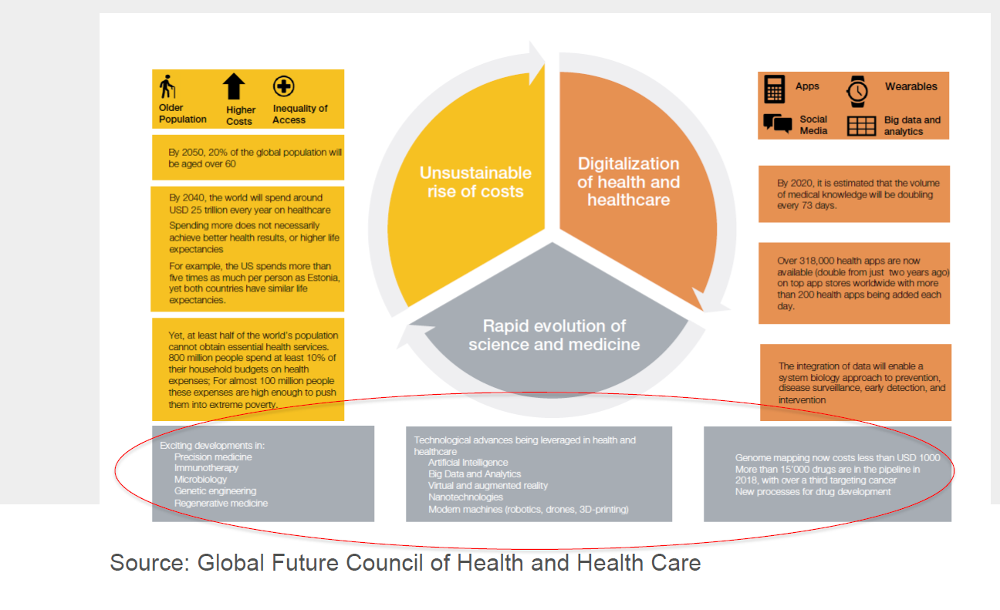 Older
Population
Higher
Costs
Inequality of
Access
By 2050, 20% of the global population will
be aged over 60
By 2040, the world will spend around
USD 25 trillion every year on healthcare
Spending more does not necessarily
achieve better health results, or higher life
expectancies
For example, the US spends more than
five times as much per person as Estonia,
yet both countries have similar life
expectancies.
Yet, at least half of the world's population
cannot obtain essential health services.
800 million people spend at least 10% of
their household budgets on health
expenses; For almost 100 million people
these expenses are high enough to push
them into extreme poverty.
Unsustainable
rise of costs
Digitalization
of health and
healthcare
Rapid evolution of
science and medicine
Apps
Wearables
Social
Media
Big data and
analytics
By 2020, it is estimated that the volume
of medical knowledge will be doubling
every 73 days.
Over 318,000 health apps are now
available (double from just two years ago)
on top app stores worldwide with more
than 200 health apps being added each
day.
The integration of data will enable a
system biology approach to prevention,
disease surveillance, early detection, and
intervention
Exciting developments in:
Precision medicine
Immunotherapy
Microbiology
Genetic engineering
Regenerative medicine
Technological advances being leveraged in health and
healthcare
Artificial Intelligence
Big Data and Analytics
Virtual and augmented reality
Nanotechnologies
Modern machines (robotics, drones, 3D-printing)
Genome mapping now costs less than USD 1000
More than 15'000 drugs are in the pipeline in
2018, with over a third targeting cancer
New processes for drug development
Source: Global Future Council of Health and Health Care